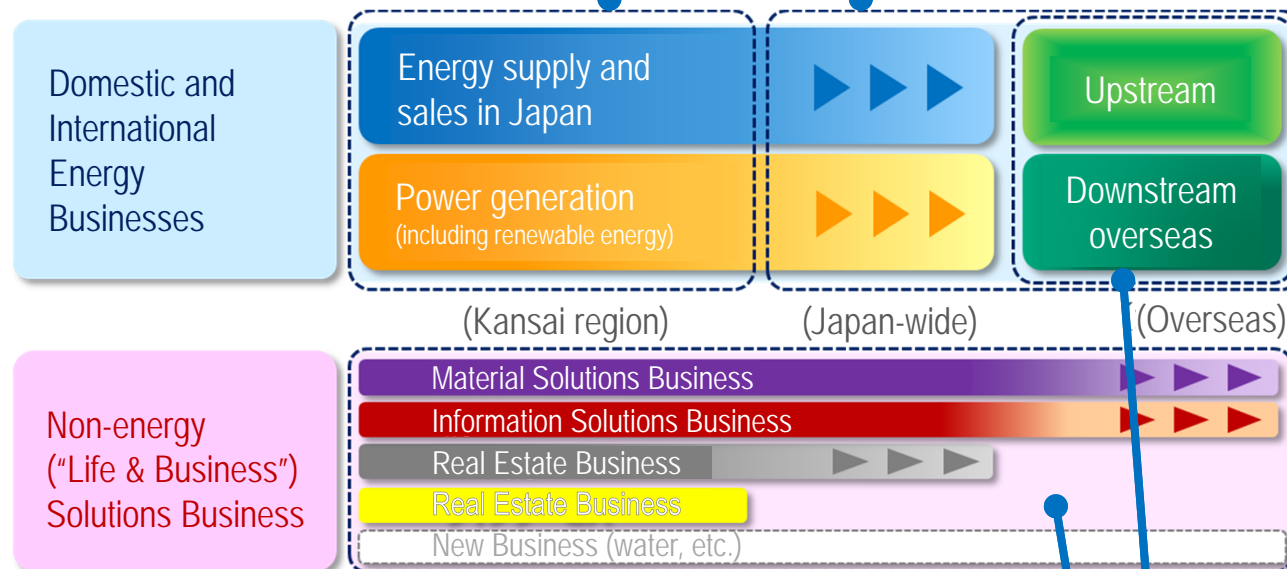 Domestic and
International
Energy
Businesses
Energy supply and
sales in Japan
Power generation
(including renewable energy)
Upstream
Downstream
overseas
(Kansai region)
(Japan-wide)
((Overseas)
Non-energy
(“Life & Business”)
Solutions Business
Material Solutions Business
Information Solutions Business
Real Estate Business
Real Estate Business
New Business (water, etc.)